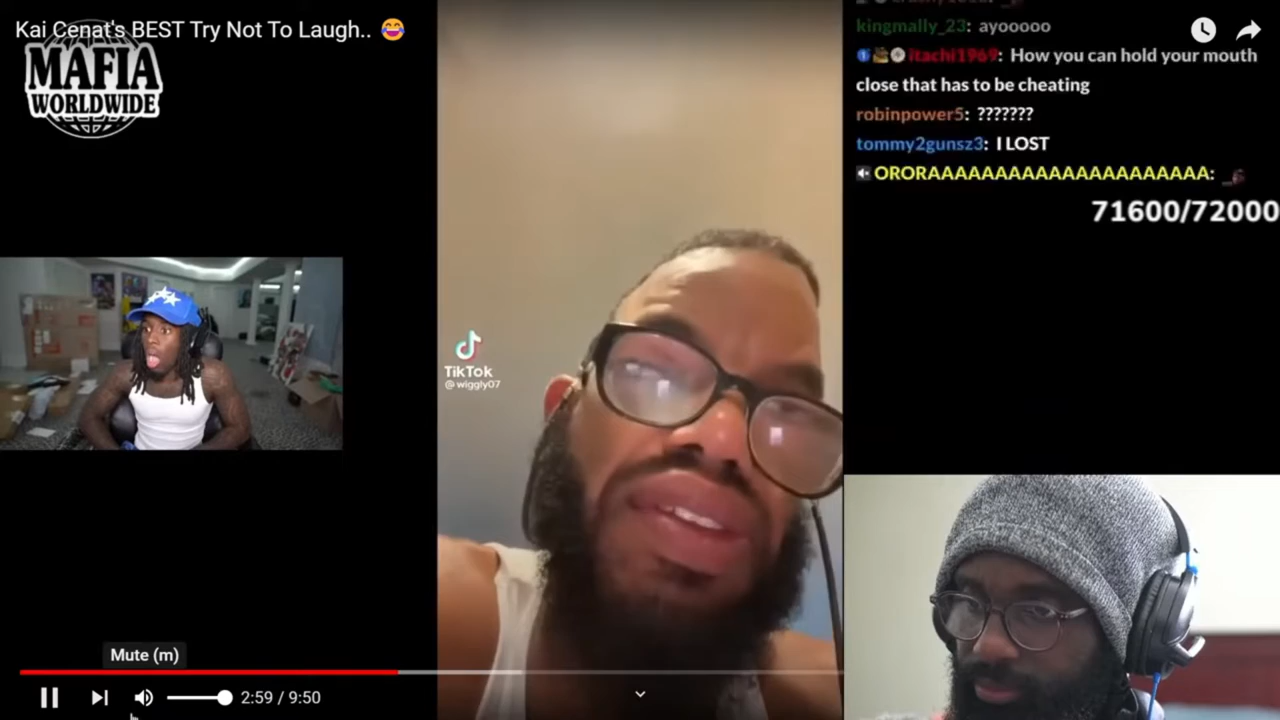 Kai Cenat's BEST Try Not To Laugh.. 😂
MAFIA
WORLDWIDE
kingmally_23: ayooooo
itachi1969: How you can hold your mouth
close that has to be cheating
robinpower5: ???????
tommy2gunsz3: I LOST
ORORAAAAAAAAAAAAAAAAAAAAA:
71600/72000
TikTok
@wiggly07
Mute (m)
2:59 / 9:50